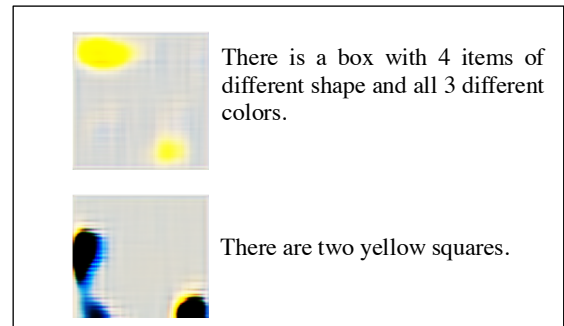 There is a box with 4 items of
different shape and all 3 different
colors.
There are two yellow squares.